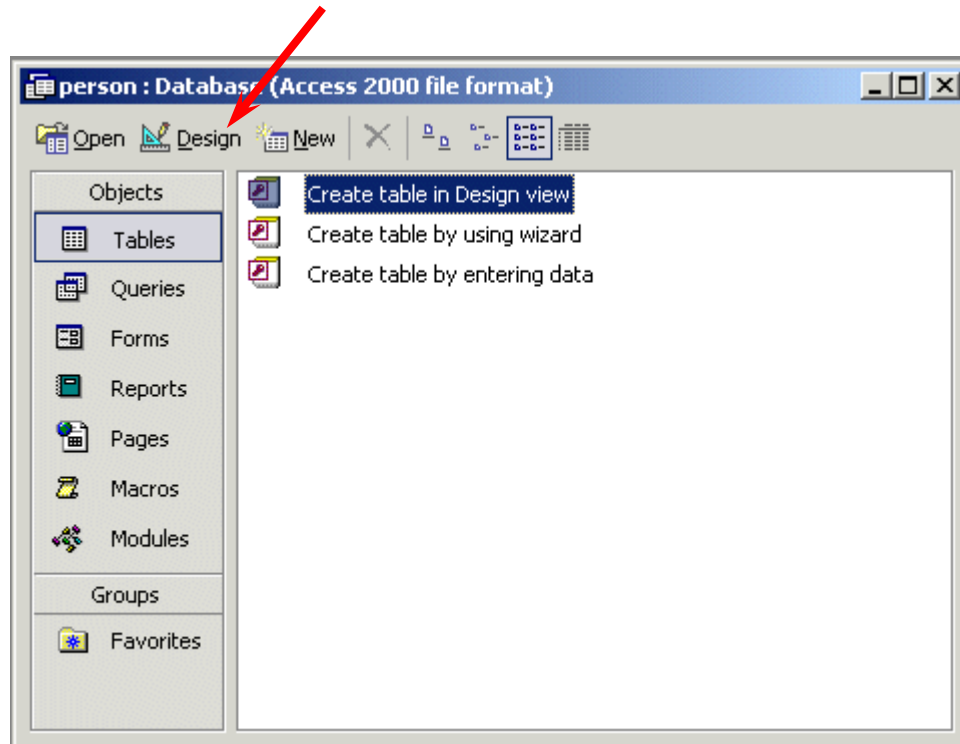 person : Database (Access 2000 file format)
Open Design New
Objects
Tables
Queries
Forms
Reports
Pages
Macros
Modules
Groups
Favorites
Create table in Design view
Create table by using wizard
Create table by entering data